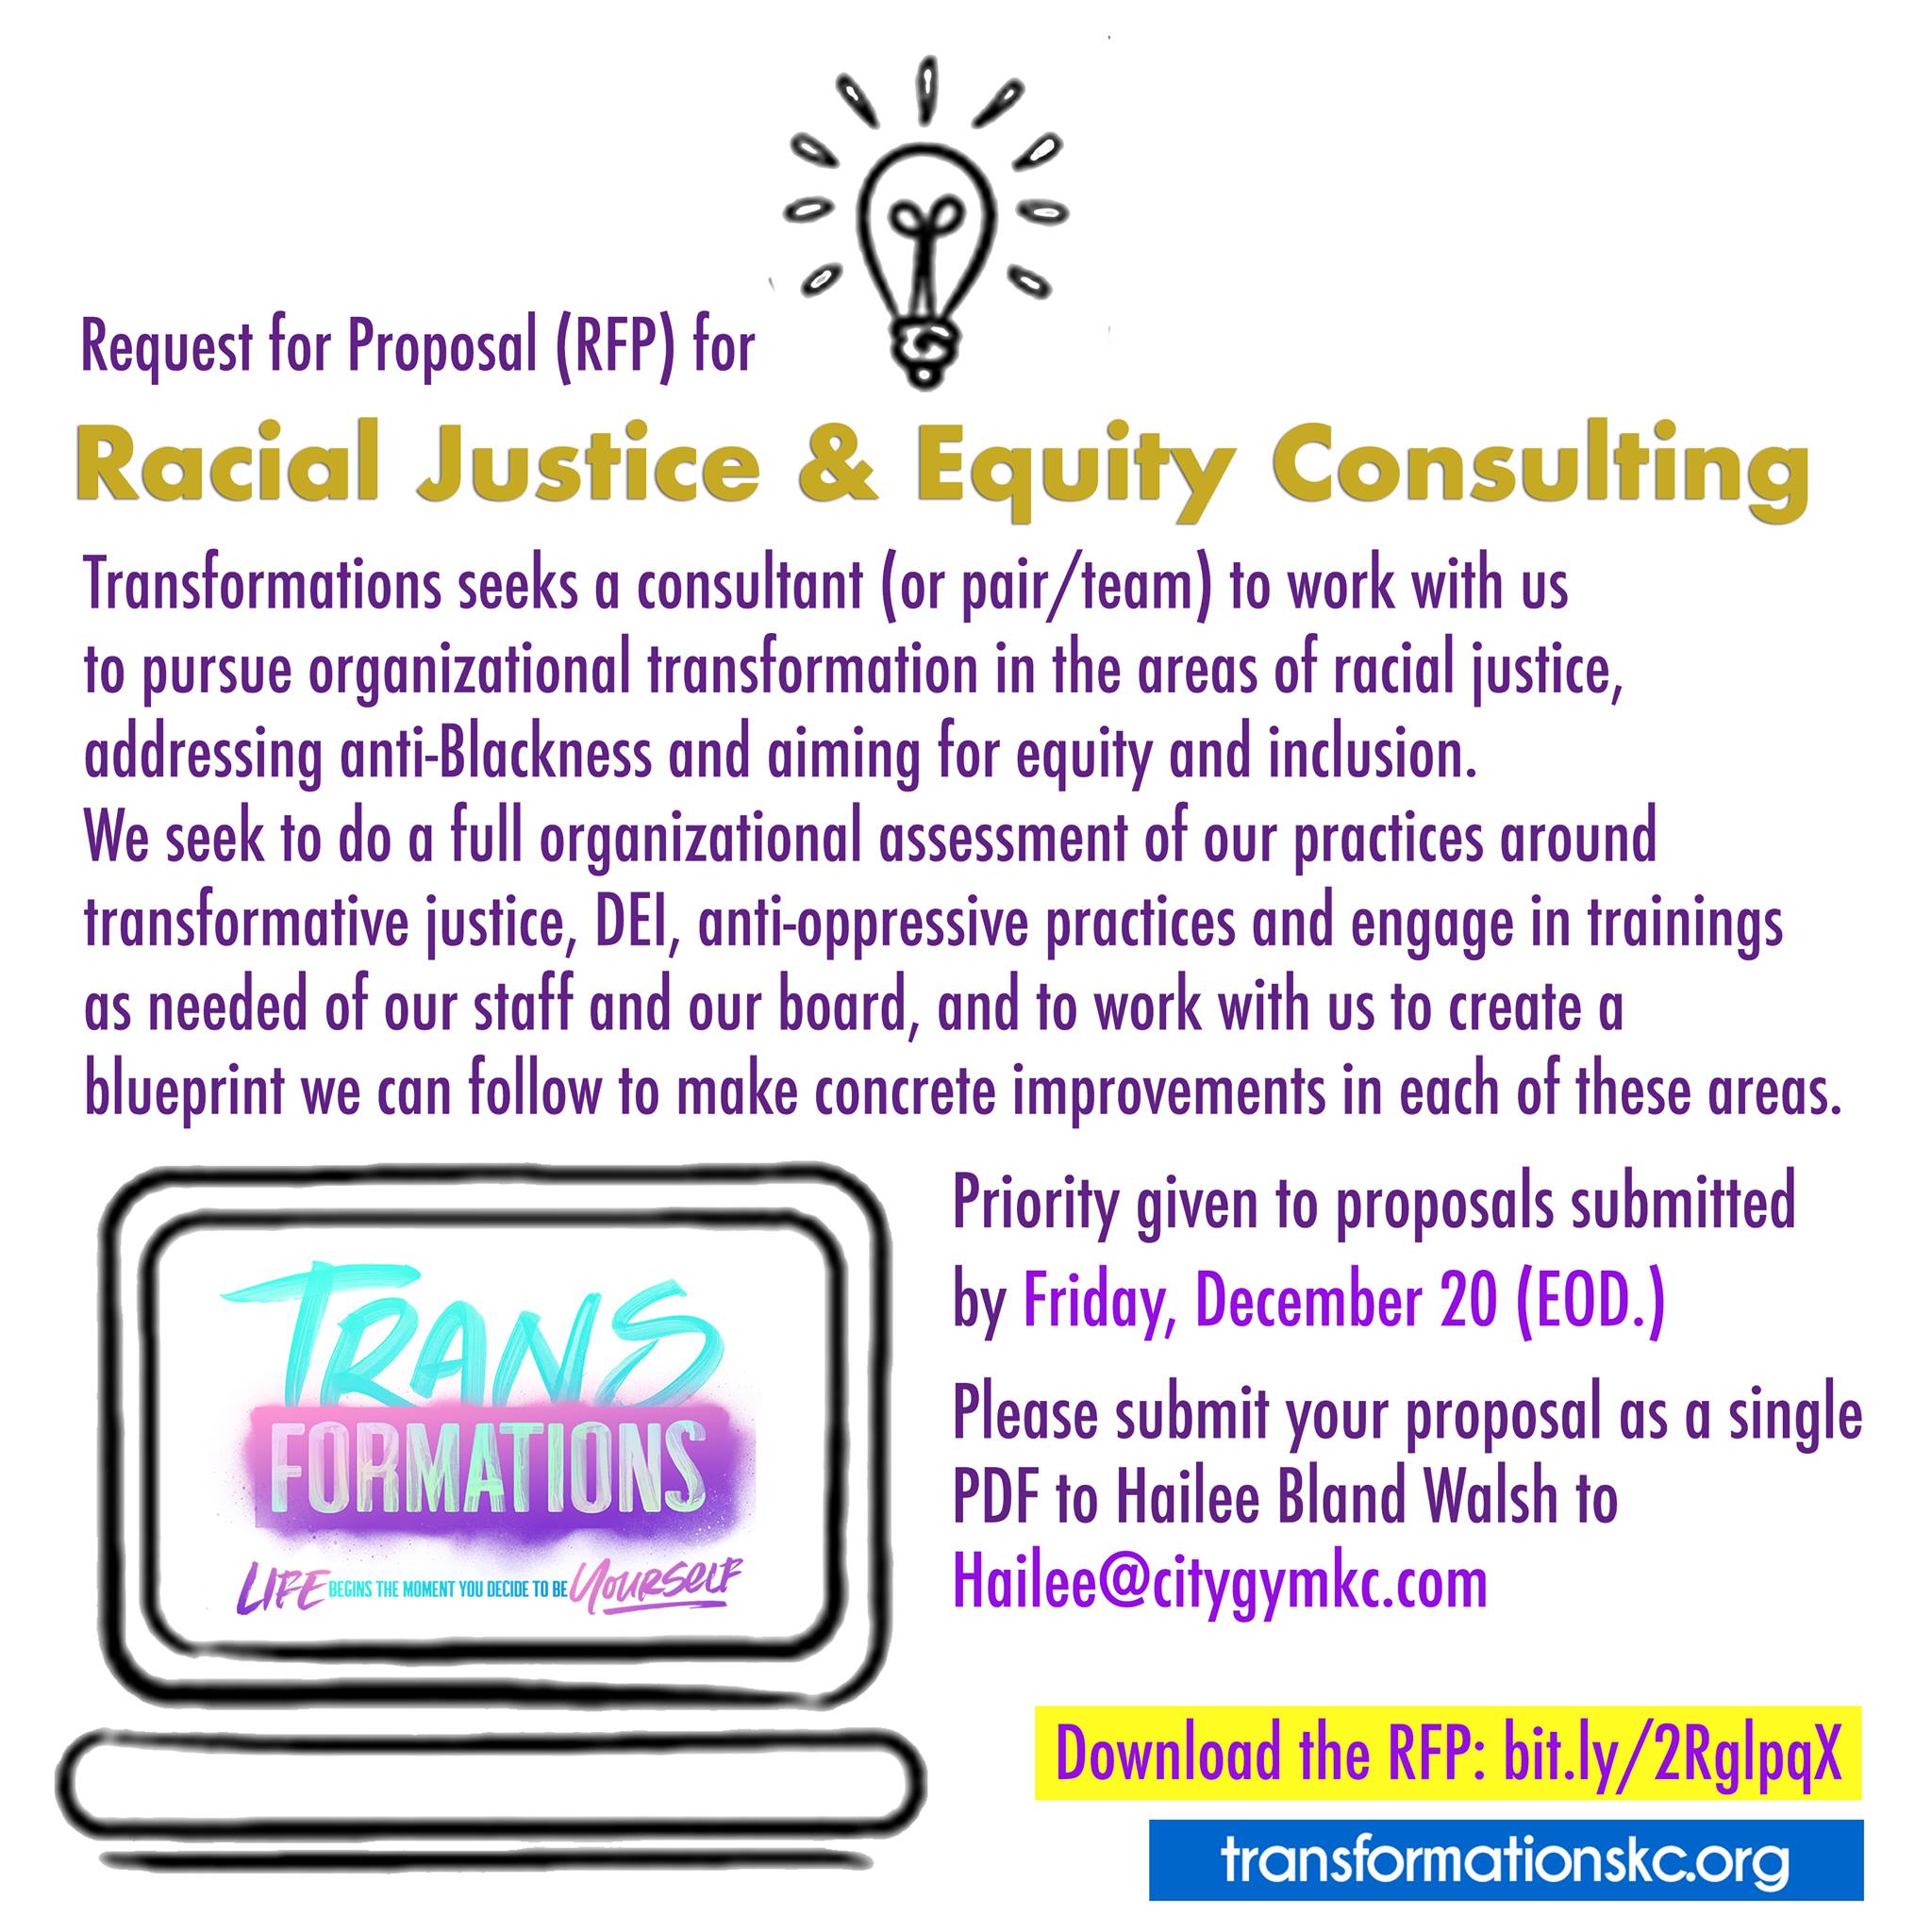 Request for Proposal (RFP) for
Racial Justice & Equity Consulting
Transformations seeks a consultant (or pair/team) to work with us
to pursue organizational transformation in the areas of racial justice,
addressing anti-Blackness and aiming for equity and inclusion.
We seek to do a full organizational assessment of our practices around
transformative justice, DEI, anti-oppressive practices and engage in trainings
as needed of our staff and our board, and to work with us to create a
blueprint we can follow to make concrete improvements in each of these areas.
TRANS
FORMATIONS
LIFE BEGINS THE MOMENT YOU DECIDE TO BE YOURSELF
Priority given to proposals submitted
by Friday, December 20 (EOD.)
Please submit your proposal as a single
PDF to Hailee Bland Walsh to
Hailee@citygymkc.com
Download the RFP: bit.ly/2RglpqX
transformationskc.org